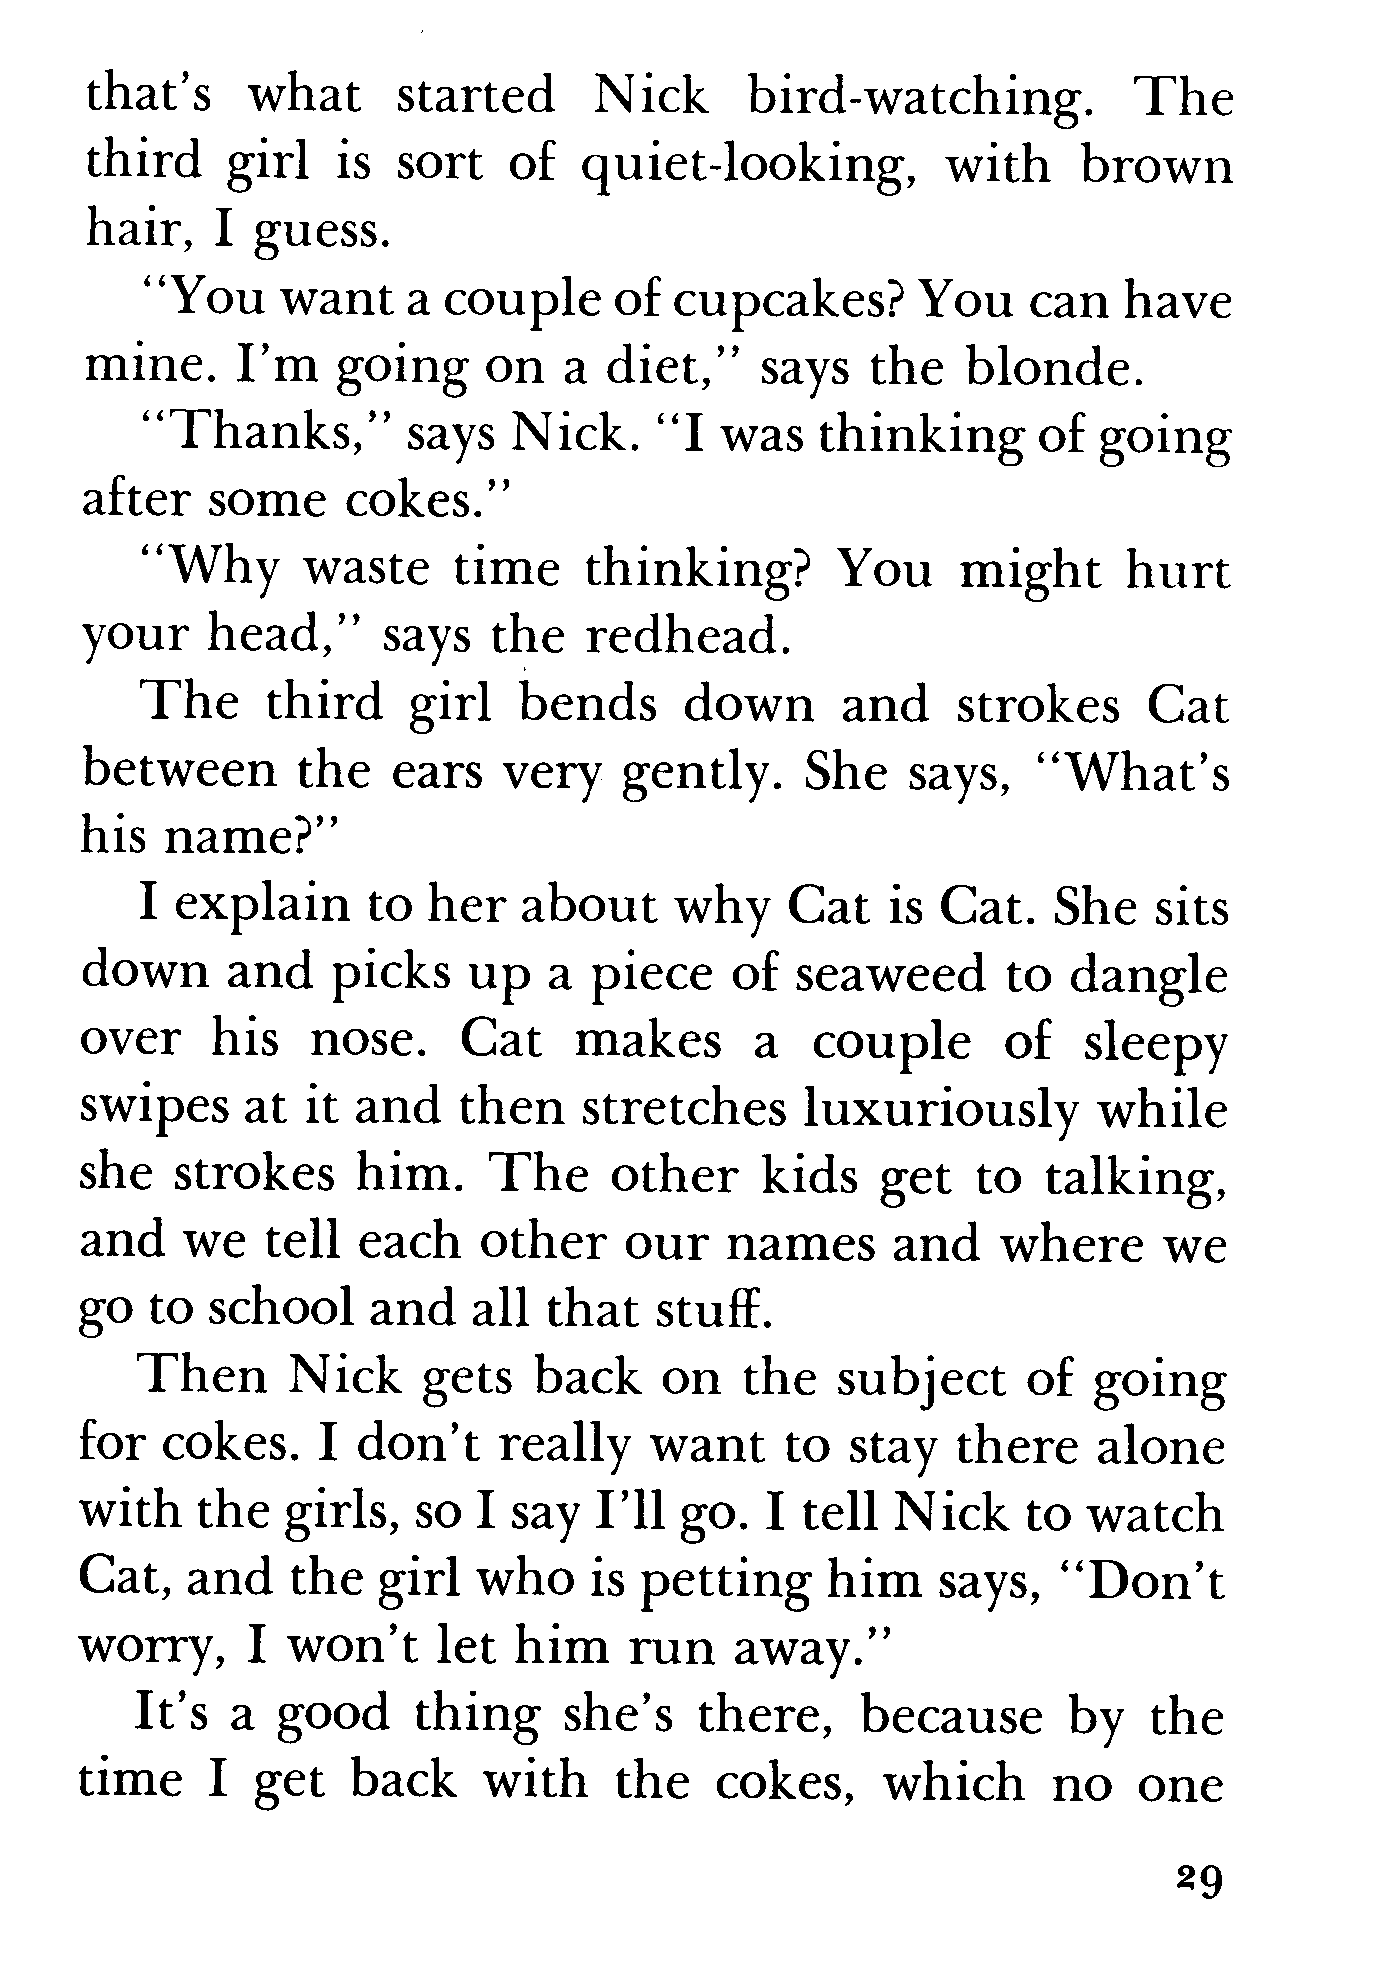 that's what started Nick bird-watching. The
third girl is sort of quiet-looking, with brown
hair, I guess.
“You want a couple of cupcakes? You can have
mine. I'm going on a diet,” says the blonde.
“Thanks,” says Nick. “I was thinking of going
after some cokes.”
“Why waste time thinking? You might hurt
your head,” says the redhead.
The third girl bends down and strokes Cat
between the ears very gently. She says, “What's
his name?”
I explain to her about why Cat is Cat. She sits
down and picks up a piece of seaweed to dangle
over his nose. Cat makes a couple of sleepy
swipes at it and then stretches luxuriously while
she strokes him. The other kids get to talking,
and we tell each other our names and where we
go to school and all that stuff.
Then Nick gets back on the subject of going
for cokes. I don't really want to stay there alone
with the girls, so I say I'll go. I tell Nick to watch
Cat, and the girl who is petting him says, “Don't
worry, I won't let him run away.”
It's a good thing she's there, because by the
time I get back with the cokes, which no one
29